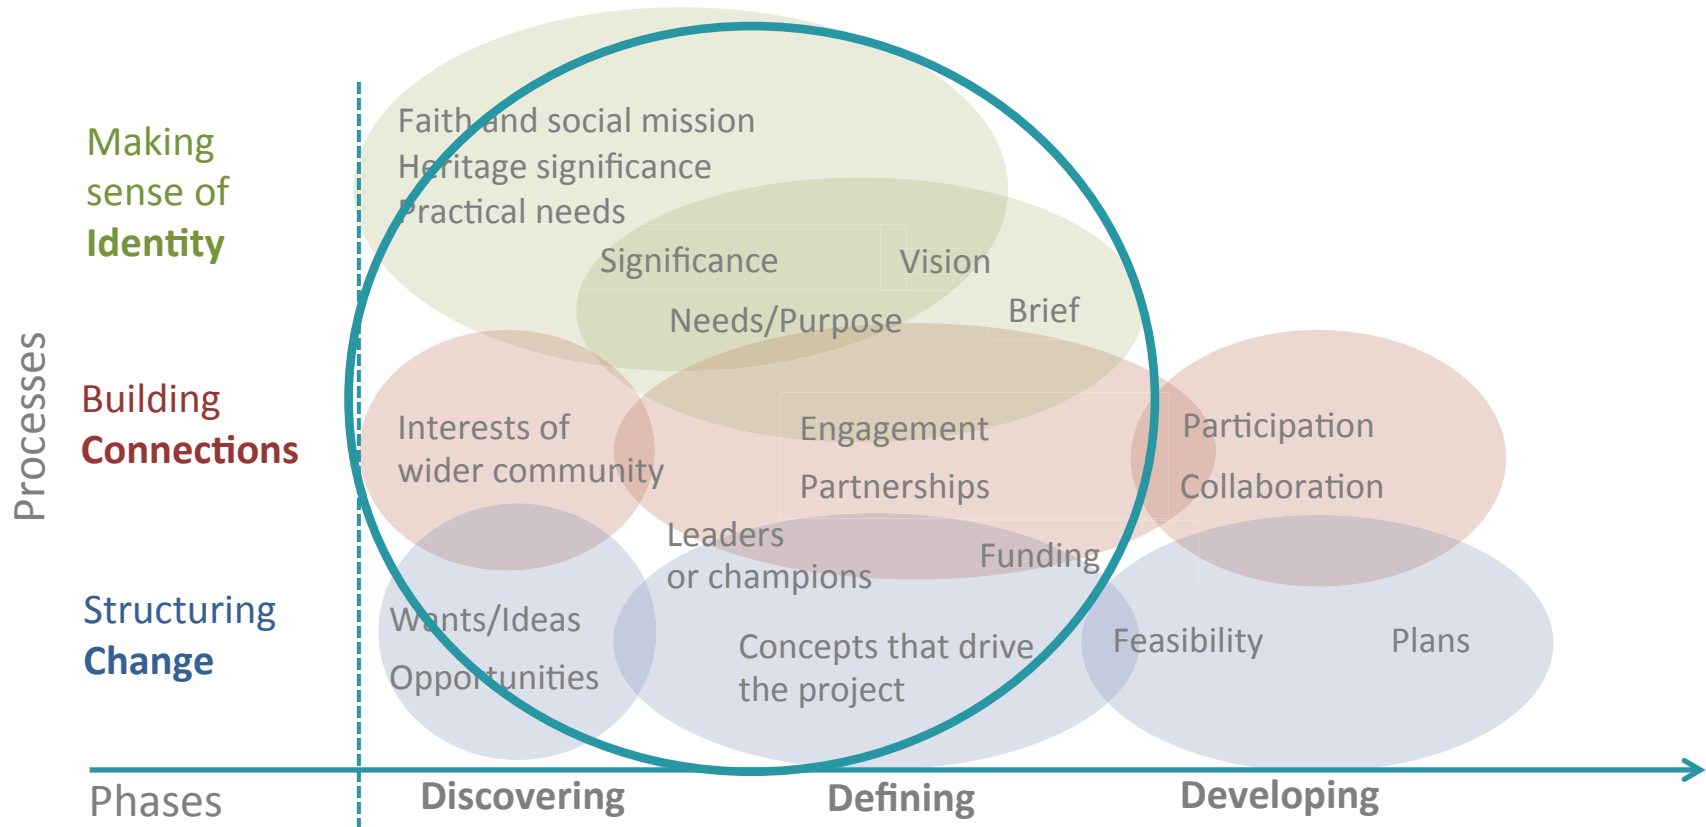 Processes
Making
sense of
Identity
Faith and social mission
Heritage significance
Practical needs
Significance
Vision
Needs/Purpose
Brief
Building
Connections
Interests of
wider community
Engagement
Partnerships
Participation
Collaboration
Leaders
or champions
Funding
Structuring
Change
Wants/Ideas
Opportunities
Concepts that drive
the project
Feasibility
Plans
Phases
Discovering
Defining
Developing